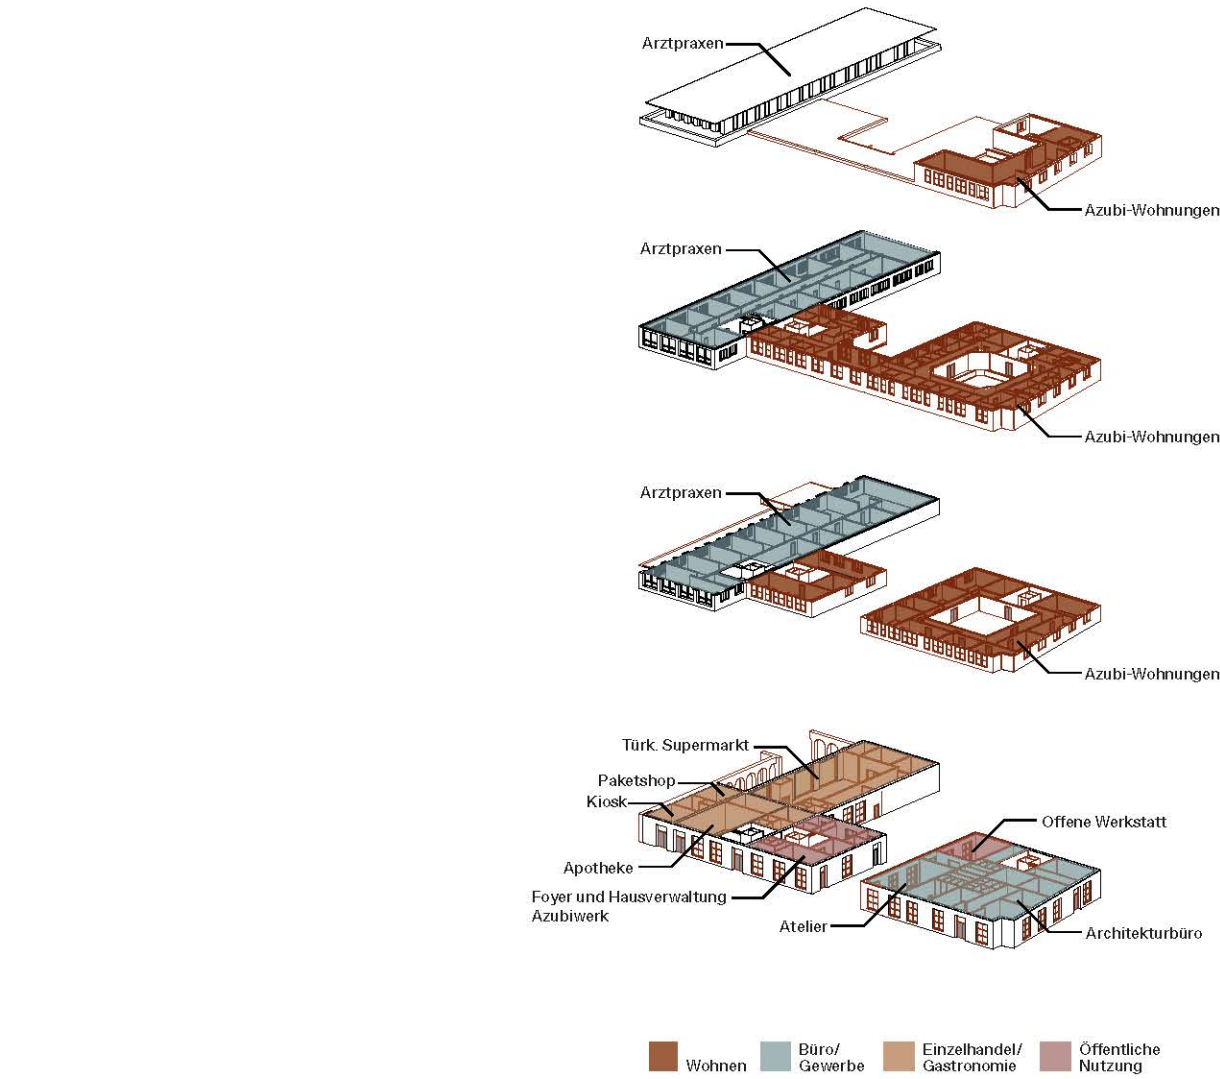 Arztpraxen
Azubi-Wohnungen
Arztpraxen
Azubi-Wohnungen
Arztpraxen
Azubi-Wohnungen
Türk. Supermarkt
Paketshop
Kiosk
Offene Werkstatt
Apotheke
Foyer und Hausverwaltung
Azubiwerk
Atelier
Architekturbüro
Wohnen
Büro/
Gewerbe
Einzelhandel/
Gastronomie
Öffentliche
Nutzung